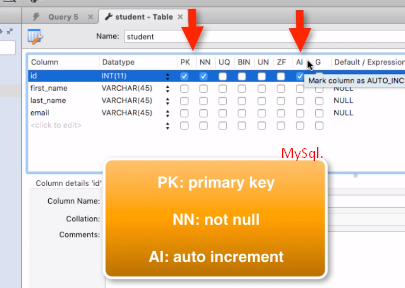 Query 5
student - Table
Name: student
Column Datatype PK NN UQ BIN UN ZF AI G Default / Expression
id INT(11)
Mark column as AUTO_INC
first_name VARCHAR(45) NULL
last_name VARCHAR(45) NULL
email VARCHAR(45) NULL
<click to edit>
MySql.
PK: primary key
NN: not null
AI: auto increment
Column details 'id'
Column Name:
Collation:
Comments: